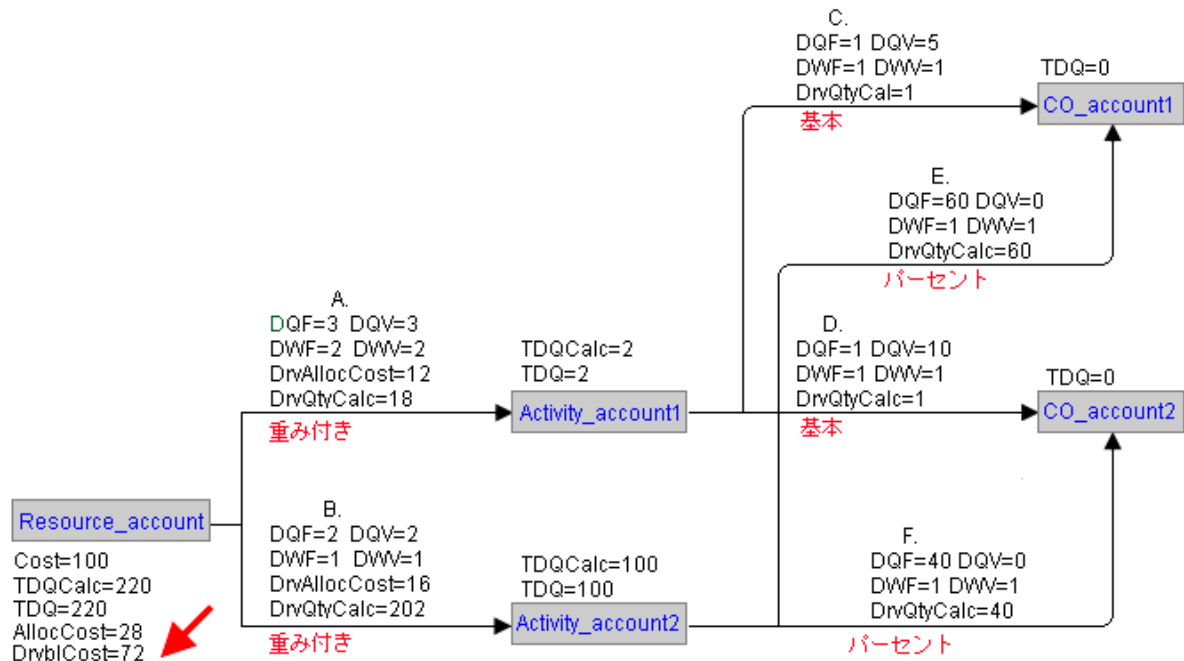 C.
DQF=1 DQV=5
DWF=1 DWV=1
DrvQtyCal=1
基本
TDQ=0
CO_account1
E.
DQF=60 DQV=0
DWF=1 DWV=1
DrvQtyCalc=60
パーセント
A.
DQF=3 DQV=3
DWF=2 DWV=2
DrvAllocCost=12
DrvQtyCalc=18
重み付き
TDQCalc=2
TDQ=2
Activity_account1
D.
DQF=1 DQV=10
DWF=1 DWV=1
DrvQtyCalc=1
基本
TDQ=0
CO_account2
Resource_account
Cost=100
TDQCalc=220
TDQ=220
AllocCost=28
DrvblCost=72
B.
DQF=2 DQV=2
DWF=1 DWV=1
DrvAllocCost=16
DrvQtyCalc=202
重み付き
TDQCalc=100
TDQ=100
Activity_account2
F.
DQF=40 DQV=0
DWF=1 DWV=1
DrvQtyCalc=40
パーセント